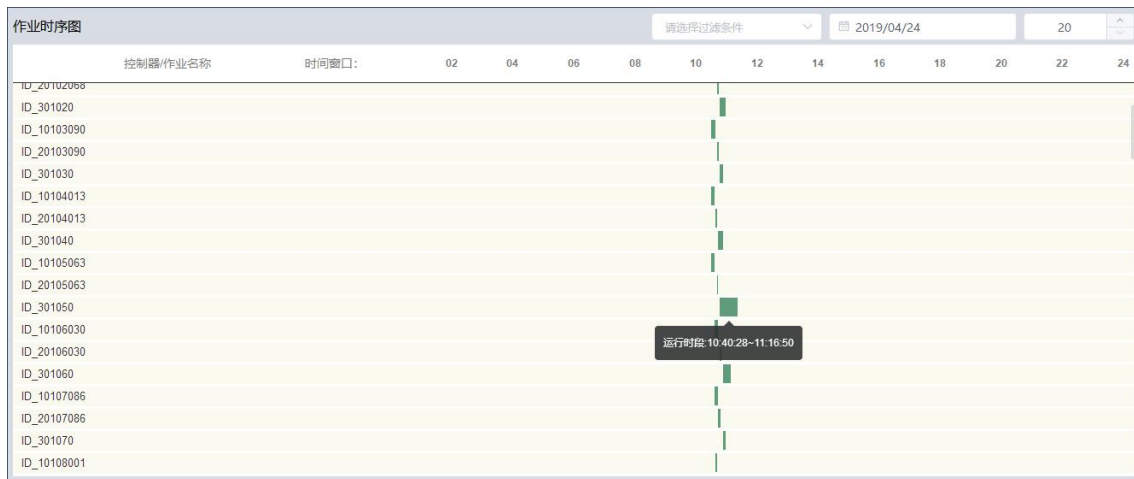 作业时序图 请选择过滤条件 2019/04/24 20
控制器/作业名称 时间窗口: 02 04 06 08 10 12 14 16 18 20 22 24
ID_20102068
ID_301020
ID_10103090
ID_20103090
ID_301030
ID_10104013
ID_20104013
ID_301040
ID_10105063
ID_20105063
ID_301050
ID_10106030
运行时段:10:40:28~11:16:50
ID_20106030
ID_301060
ID_10107086
ID_20107086
ID_301070
ID_10108001